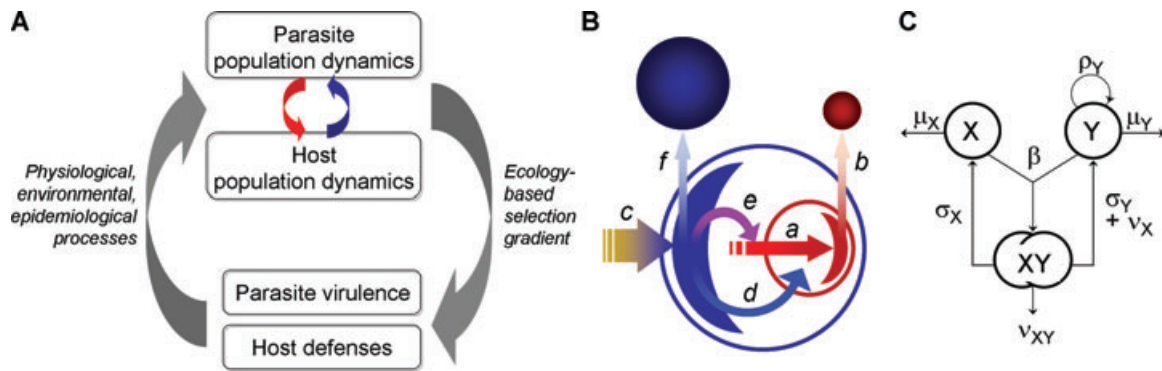 A
Parasite
population dynamics
Host
population dynamics
Physiological,
environmental,
epidemiological
processes
Ecology-
based
selection
gradient
Parasite virulence
Host defenses
B
f
b
c
e
a
d
C
ρY
μX
X
Y
μY
β
σX
σY
+ νX
XY
νXY